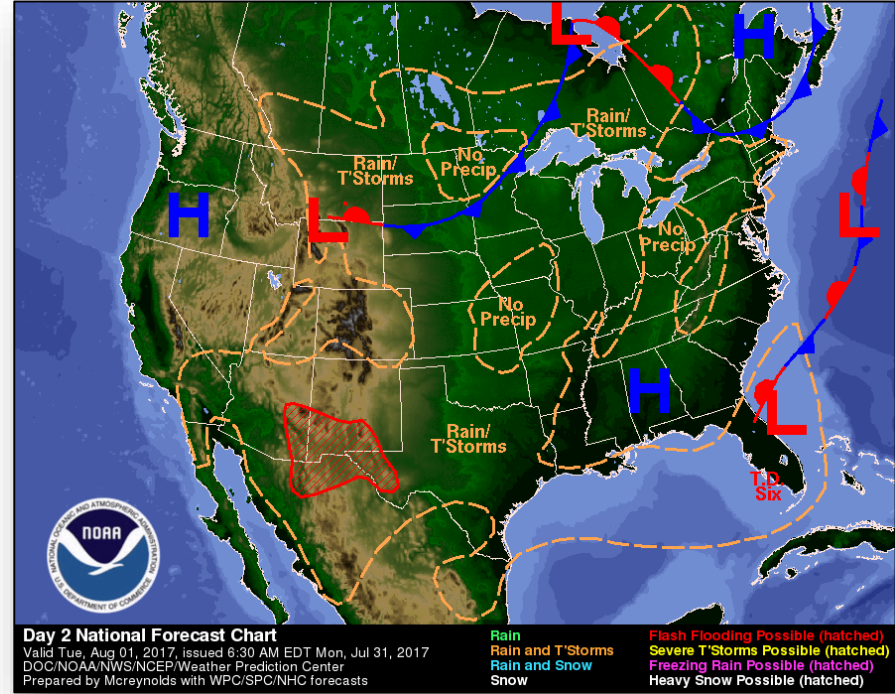 L
H
Rain/
T'Storms
No
Precip
Rain/
T'Storms
H
L
L
No
Precip
No
Precip
H
L
Rain/
T'Storms
T.D.
Six
NATIONAL OCEANIC AND ATMOSPHERIC ADMINISTRATION
NOAA
U.S. DEPARTMENT OF COMMERCE
Day 2 National Forecast Chart
Valid Tue, Aug 01, 2017, issued 6:30 AM EDT Mon, Jul 31, 2017
DOC/NOAA/NWS/NCEP/Weather Prediction Center
Prepared by Mcreynolds with WPC/SPC/NHC forecasts
Rain
Rain and T'Storms
Rain and Snow
Snow
Flash Flooding Possible (hatched)
Severe T'Storms Possible (hatched)
Freezing Rain Possible (hatched)
Heavy Snow Possible (hatched)